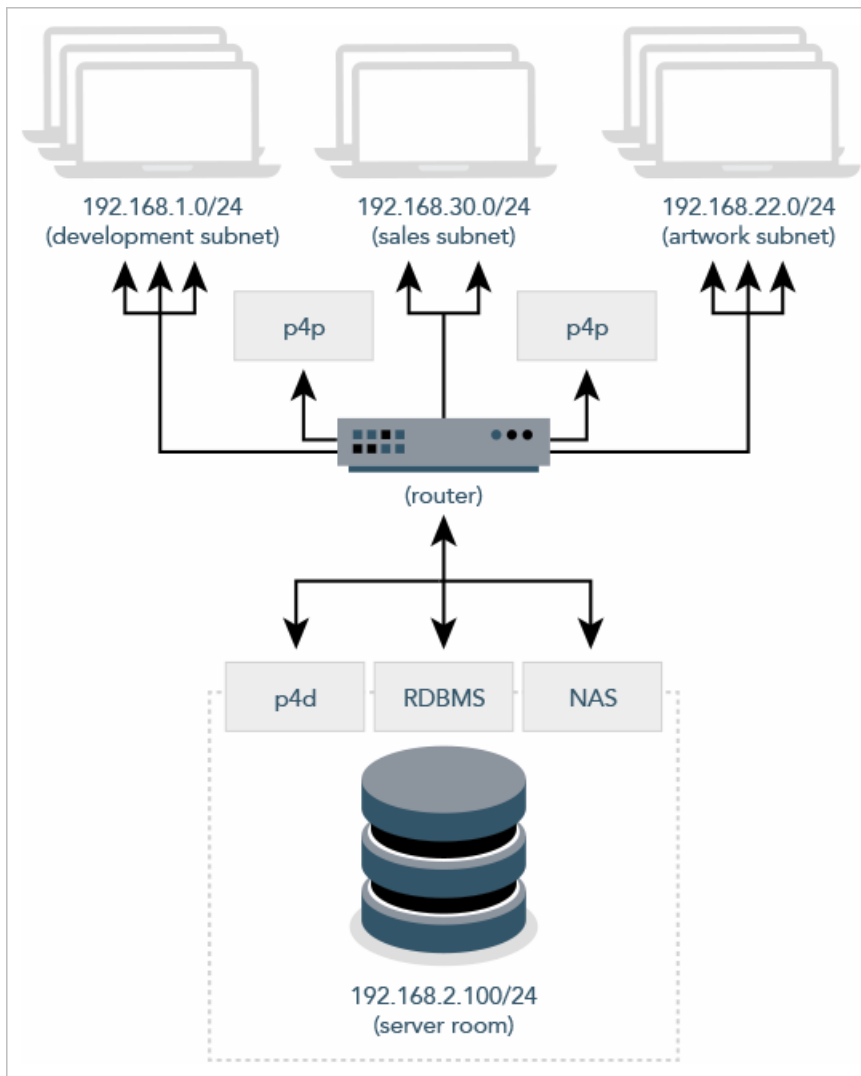 192.168.1.0/24
(development subnet)
192.168.30.0/24
(sales subnet)
192.168.22.0/24
(artwork subnet)
p4p
p4p
(router)
p4d
RDBMS
NAS
192.168.2.100/24
(server room)